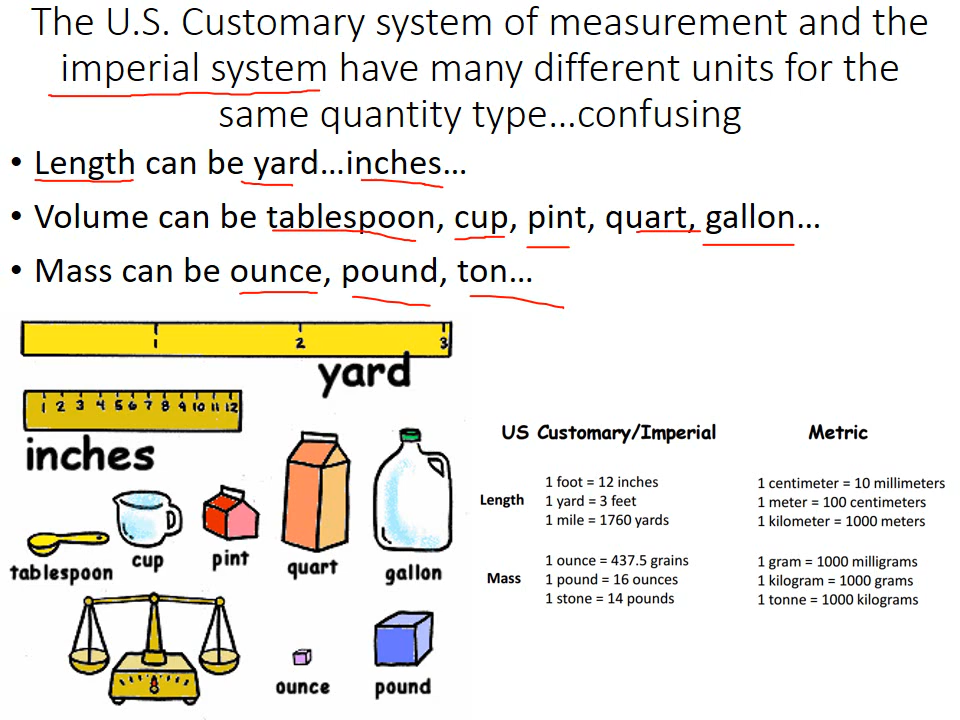 The U.S. Customary system of measurement and the
imperial system have many different units for the
same quantity type…confusing
• Length can be yard…inches…
• Volume can be tablespoon, cup, pint, quart, gallon…
• Mass can be ounce, pound, ton…
1 2 3
yard
1 2 3 4 5 6 7 8 9 10 11 12
inches
tablespoon
cup
pint
quart
gallon
ounce
pound
US Customary/Imperial Metric
Length
1 foot = 12 inches
1 yard = 3 feet
1 mile = 1760 yards
1 centimeter = 10 millimeters
1 meter = 100 centimeters
1 kilometer = 1000 meters
Mass
1 ounce = 437.5 grains
1 pound = 16 ounces
1 stone = 14 pounds
1 gram = 1000 milligrams
1 kilogram = 1000 grams
1 tonne = 1000 kilograms